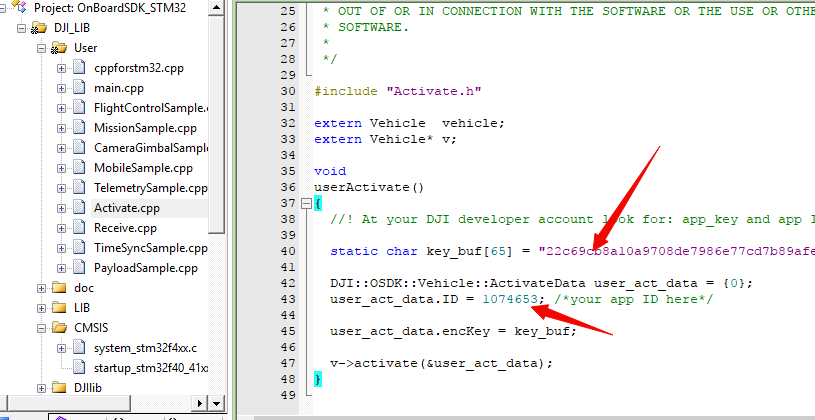 Project: OnBoardSDK_STM32
DJI_LIB
User
cppforstm32.cpp
main.cpp
FlightControlSample.
MissionSample.cpp
CameraGimbalSample
MobileSample.cpp
TelemetrySample.cpp
Activate.cpp
Receive.cpp
TimeSyncSample.cpp
PayloadSample.cpp
doc
LIB
CMSIS
system_stm32f4xx.c
startup_stm32f40_41xx
DJIlib
25 * OUT OF OR IN CONNECTION WITH THE SOFTWARE OR THE USE OR OTHE
26 * SOFTWARE.
27 *
28 */
29
30 #include "Activate.h"
31
32 extern Vehicle  vehicle;
33 extern Vehicle* v;
34
35 void
36 userActivate()
37 {
38 //! At your DJI developer account look for: app_key and app I
39
40 static char key_buf[65] = "22c69cb8a10a9708de7986e77cd7b89afe
41
42 DJI::OSDK::Vehicle::ActivateData user_act_data = {0};
43 user_act_data.ID = 1074653; /*your app ID here*/
44
45 user_act_data.encKey = key_buf;
46
47 v->activate(&user_act_data);
48 }
49